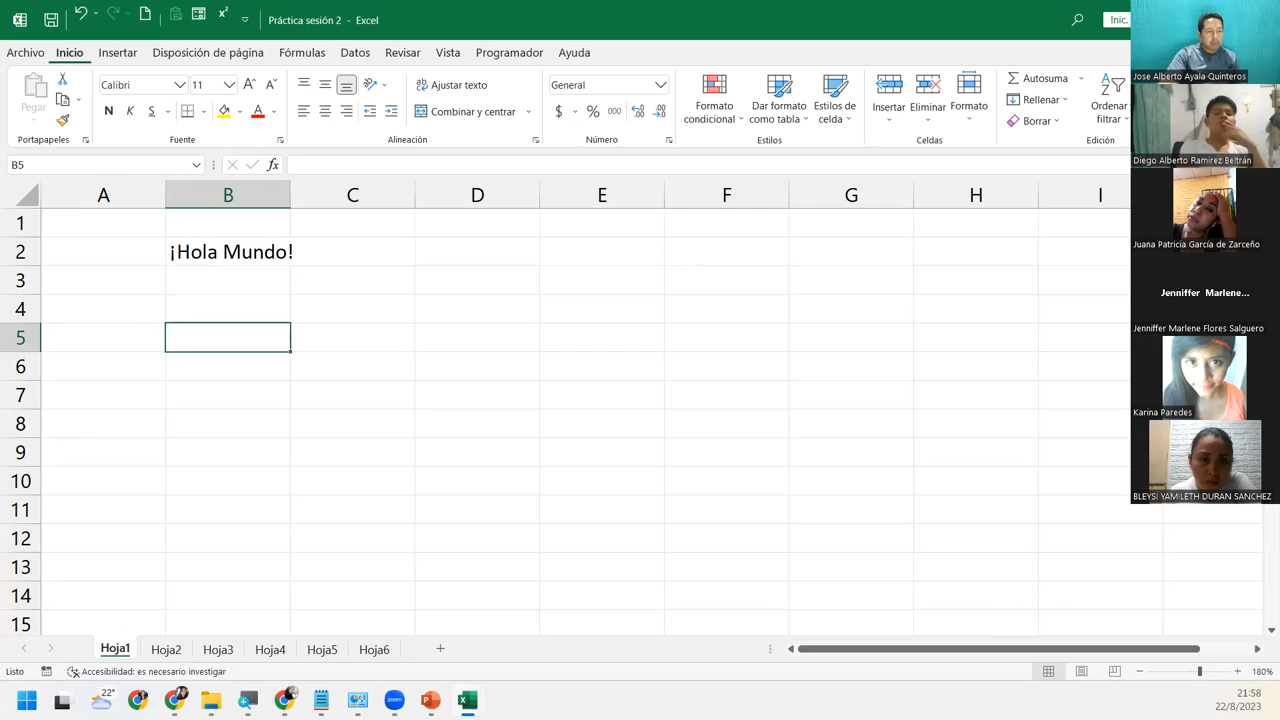 Práctica sesión 2 - Excel
Inic.
Archivo Inicio Insertar Disposición de página Fórmulas Datos Revisar Vista Programador Ayuda
Pegar
Portapapeles
Calibri 11
N K S
Fuente
Ajustar texto
Combinar y centrar
Alineación
General
$ % 000
Número
Formato condicional
Dar formato como tabla
Estilos de celda
Estilos
Insertar
Eliminar
Formato
Celdas
Autosuma
Rellenar
Borrar
Ordenar
filtrar
Edición
B5
fx
A B C D E F G H I
1
2 ¡Hola Mundo!
3
4
5
6
7
8
9
10
11
12
13
14
15
Jose Alberto Ayala Quinteros
Diego Alberto Ramirez Beltrán
Juana Patricia García de Zarceño
Jenniffer Marlene...
Jenniffer Marlene Flores Salguero
Karina Paredes
BLEYSI YAMILETH DURAN SANCHEZ
Hoja1 Hoja2 Hoja3 Hoja4 Hoja5 Hoja6
Listo
Accesibilidad: es necesario investigar
180%
22°
zoom
21:58
22/8/2023